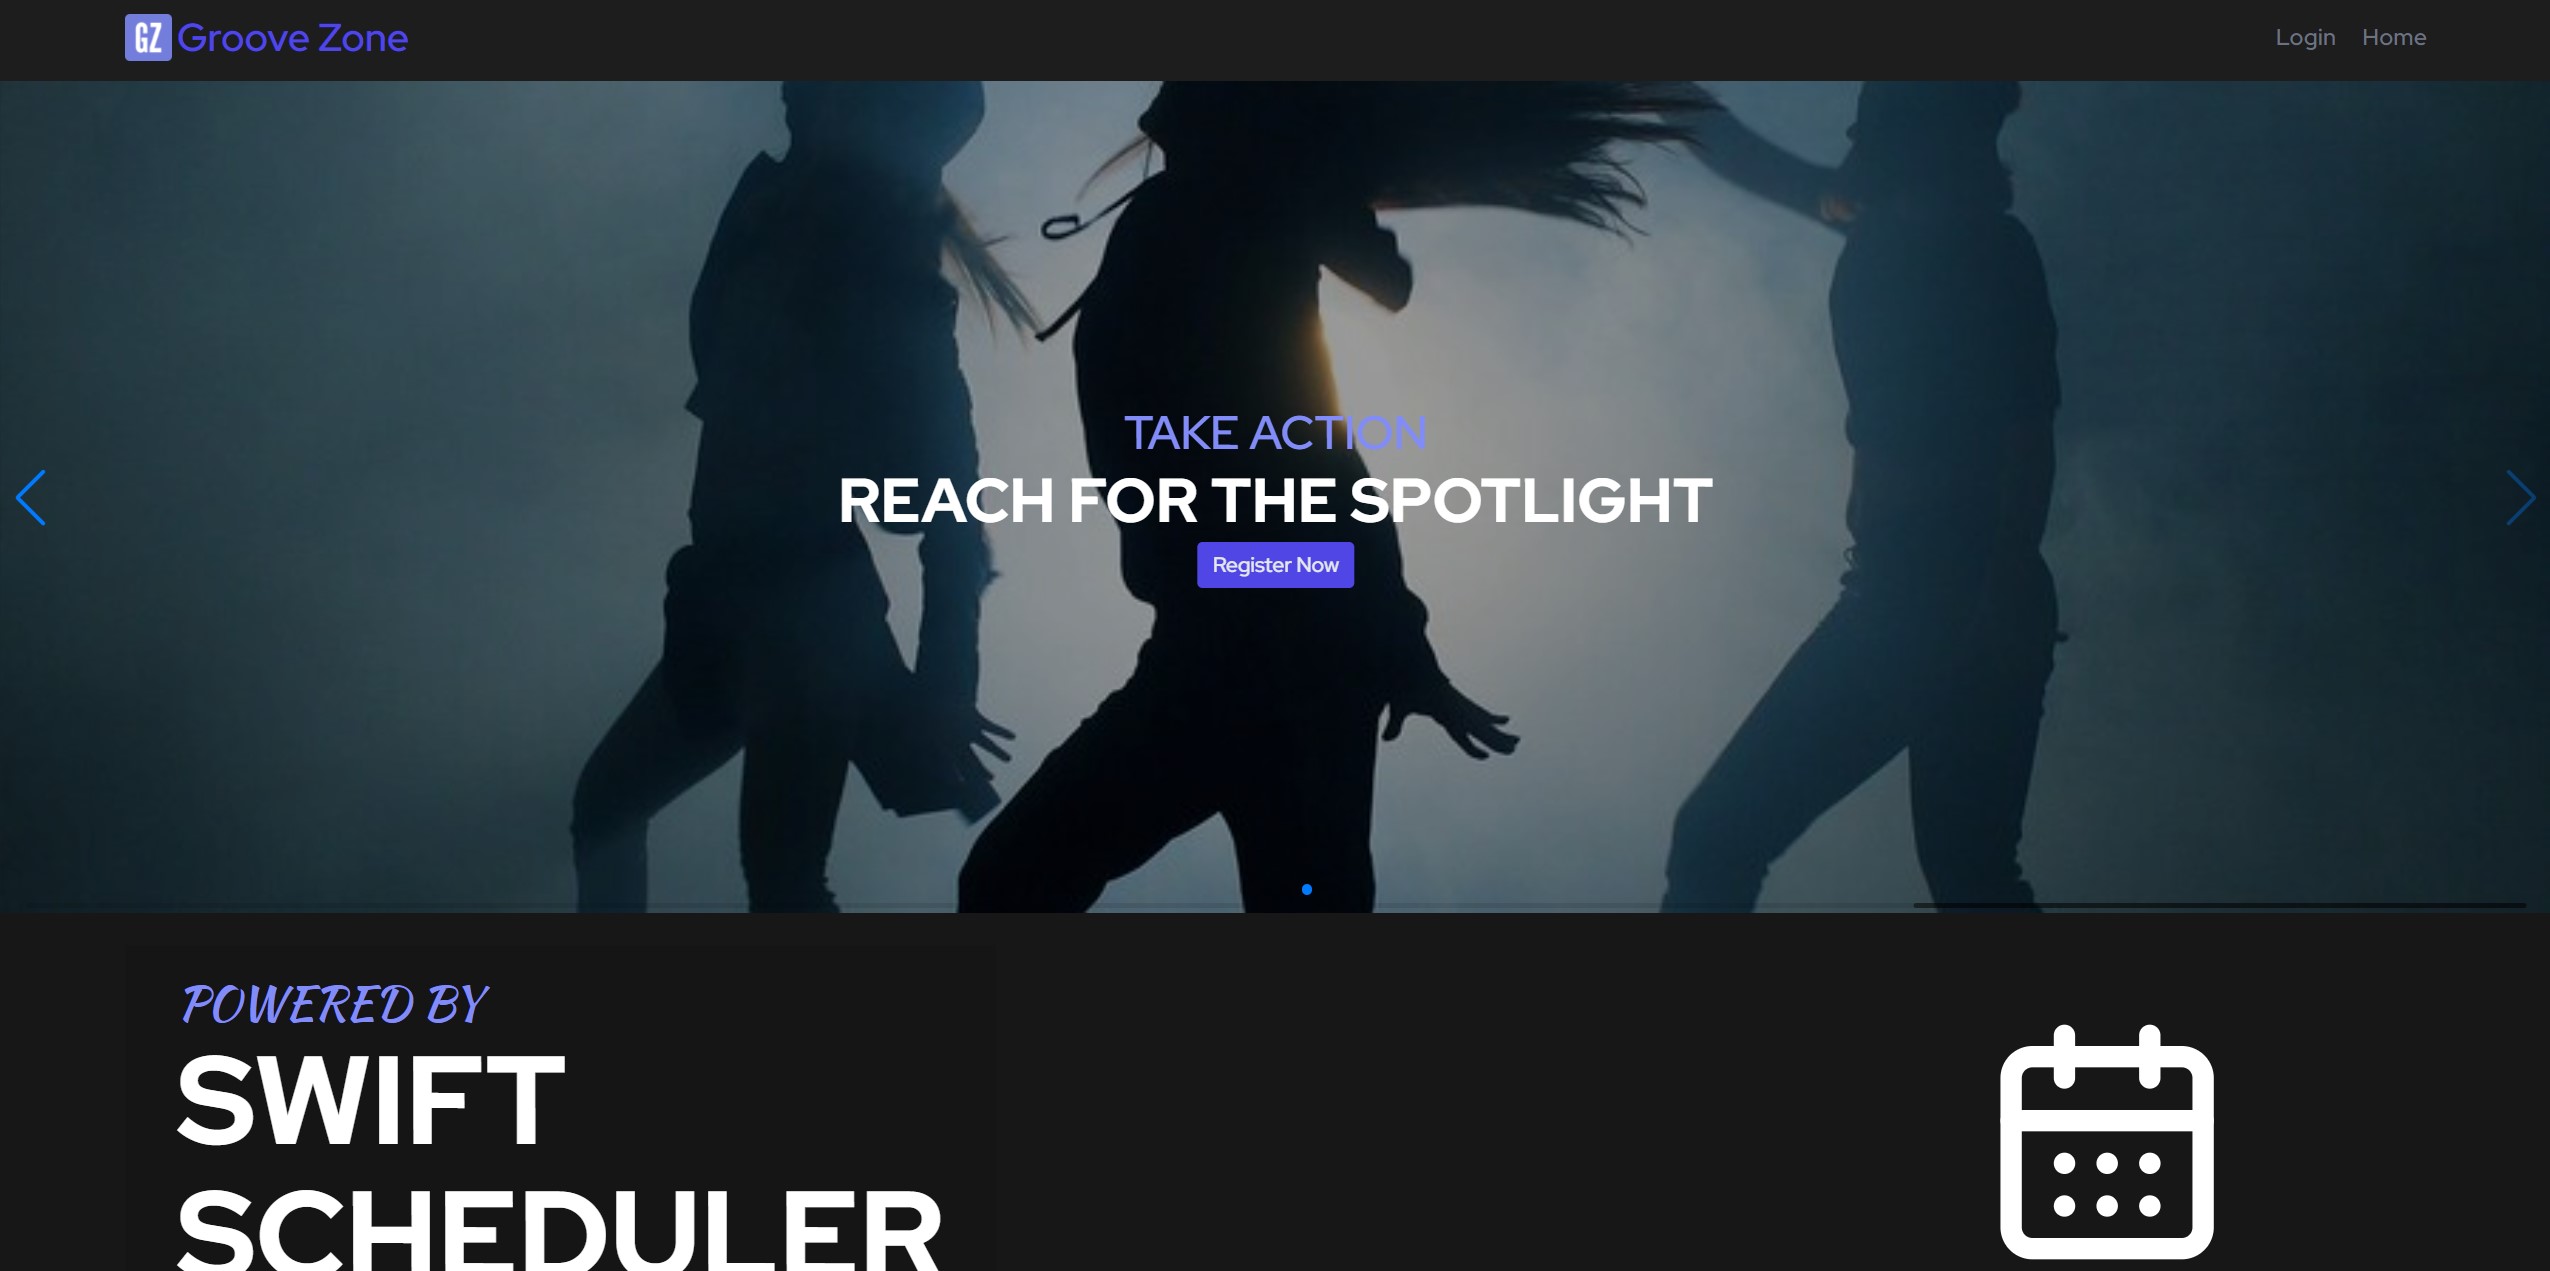 GZ Groove Zone
Login Home
TAKE ACTION
REACH FOR THE SPOTLIGHT
Register Now
POWERED BY
SWIFT
SCHEDULER